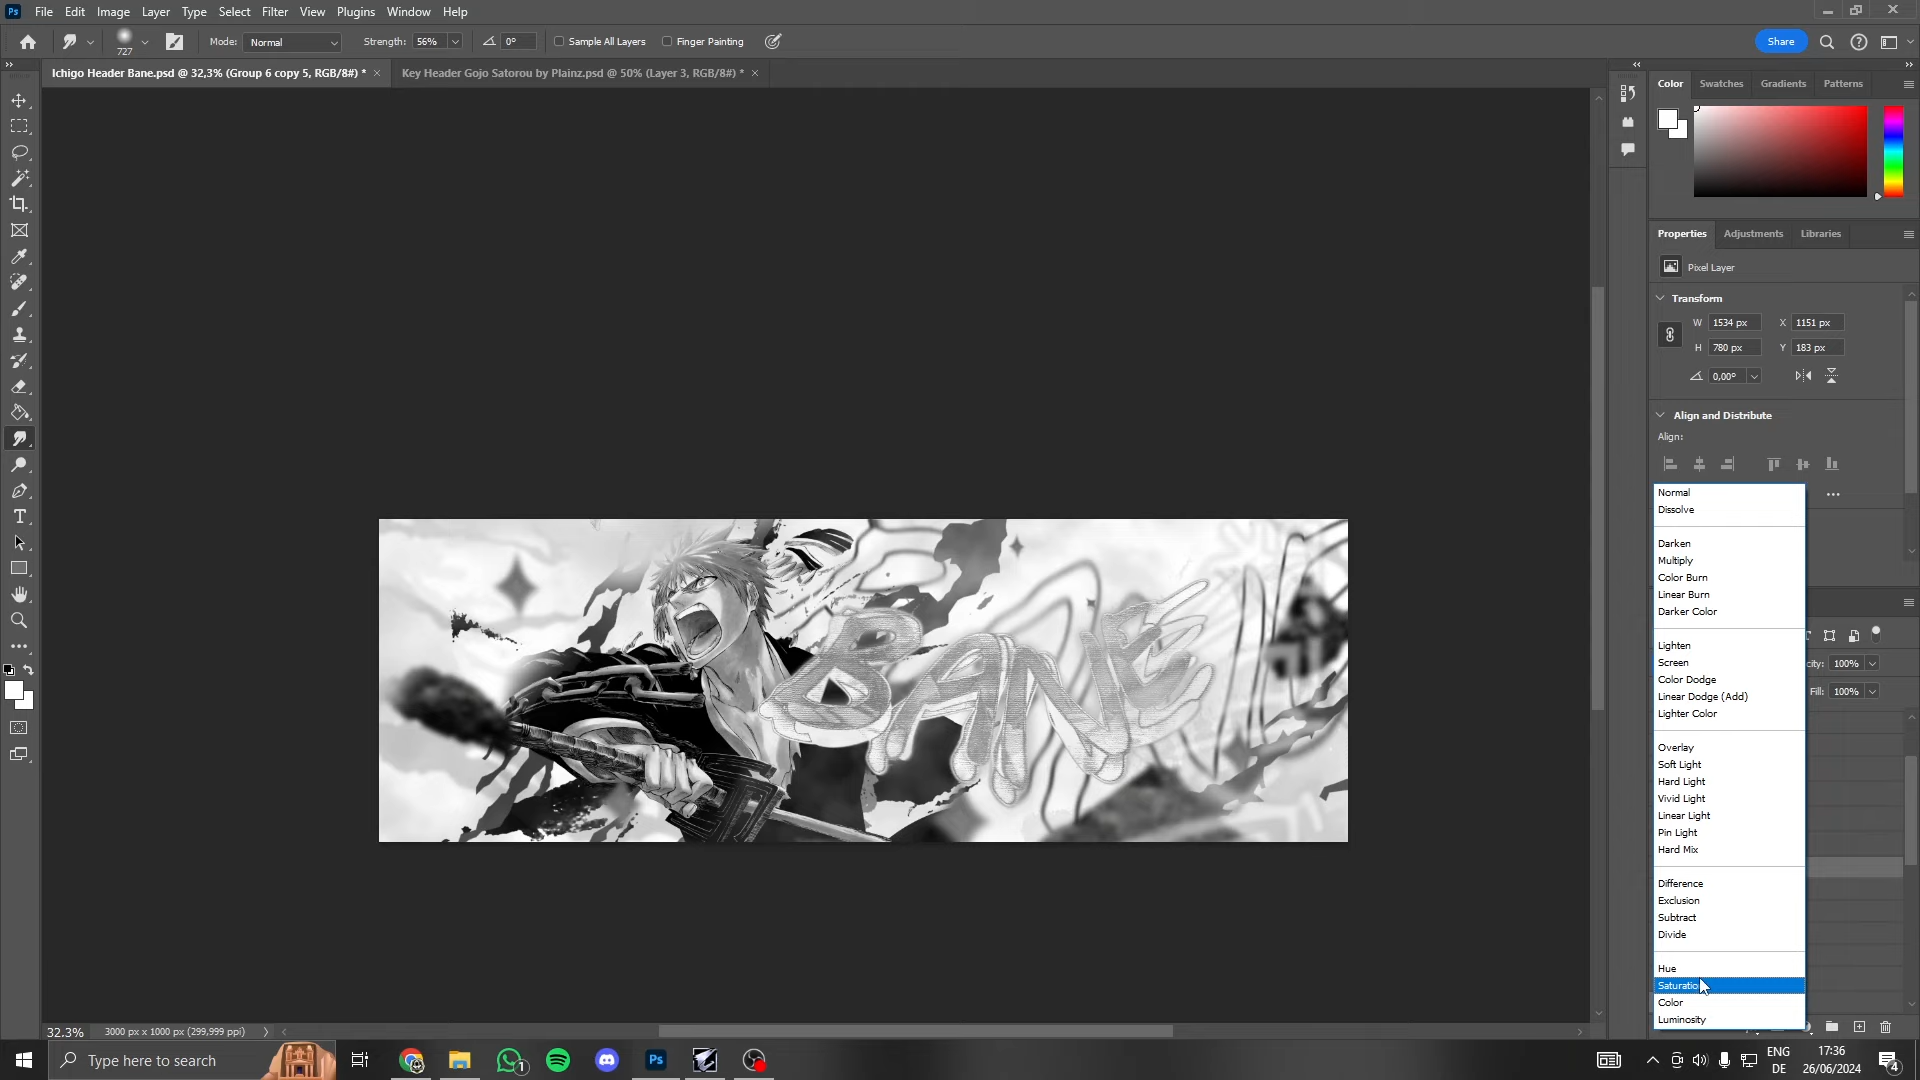 Ps File Edit Image Layer Type Select Filter View Plugins Window Help
727 Mode: Normal Strength: 56% 0° Sample All Layers Finger Painting Share
Ichigo Header Bane.psd @ 32,3% (Group 6 copy 5, RGB/8#) * Key Header Gojo Satorou by Plainz.psd @ 50% (Layer 3, RGB/8#) *
Color Swatches Gradients Patterns
Properties Adjustments Libraries
Pixel Layer
Transform
W 1534 px X 1151 px
H 780 px Y 183 px
0,00°
Align and Distribute
Align:
Normal
Dissolve
Darken
Multiply
Color Burn
Linear Burn
Darker Color
Lighten
Screen
Color Dodge
Linear Dodge (Add)
Lighter Color
Overlay
Soft Light
Hard Light
Vivid Light
Linear Light
Pin Light
Hard Mix
Difference
Exclusion
Subtract
Divide
Hue
Saturatio
Color
Luminosity
city: 100%
Fill: 100%
BANE
32.3% 3000 px x 1000 px (299,999 ppi)
Type here to search
1
Ps
ENG
DE
17:36
26/06/2024
4